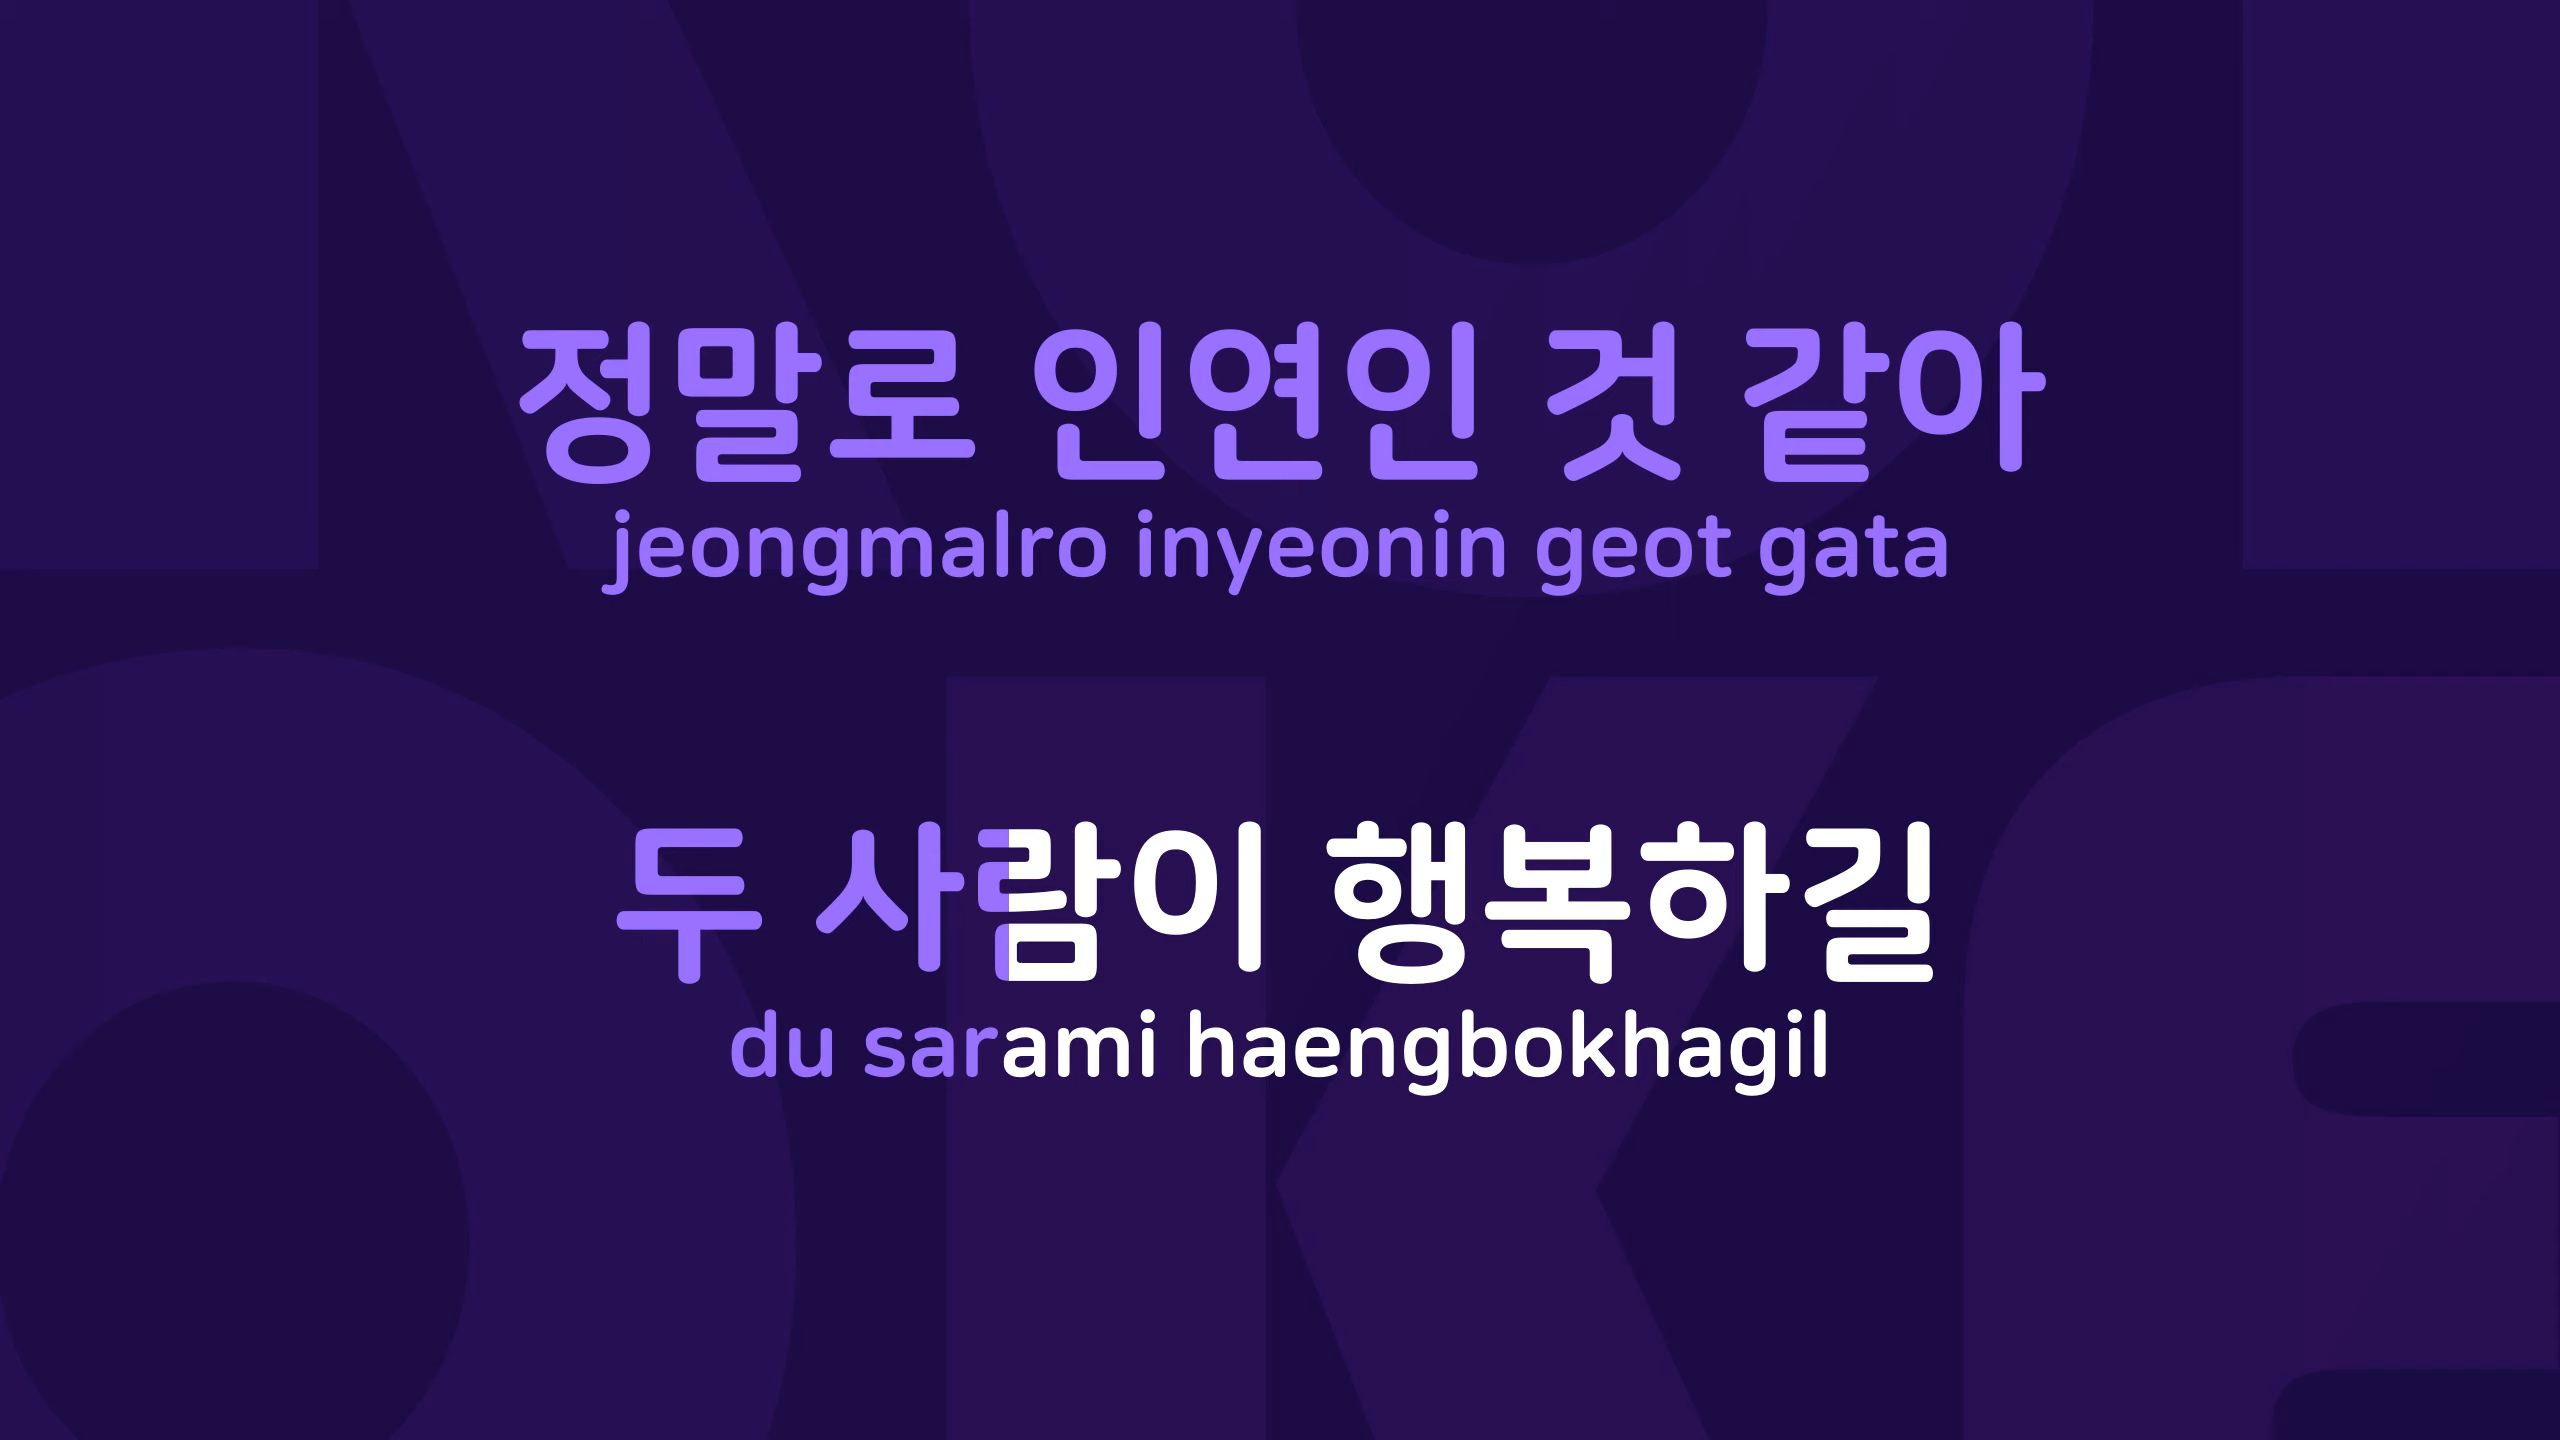 정말로 인연인 것 같아
jeongmalro inyeonin geot gata
두 사람이 행복하길
du sarami haengbokhagil